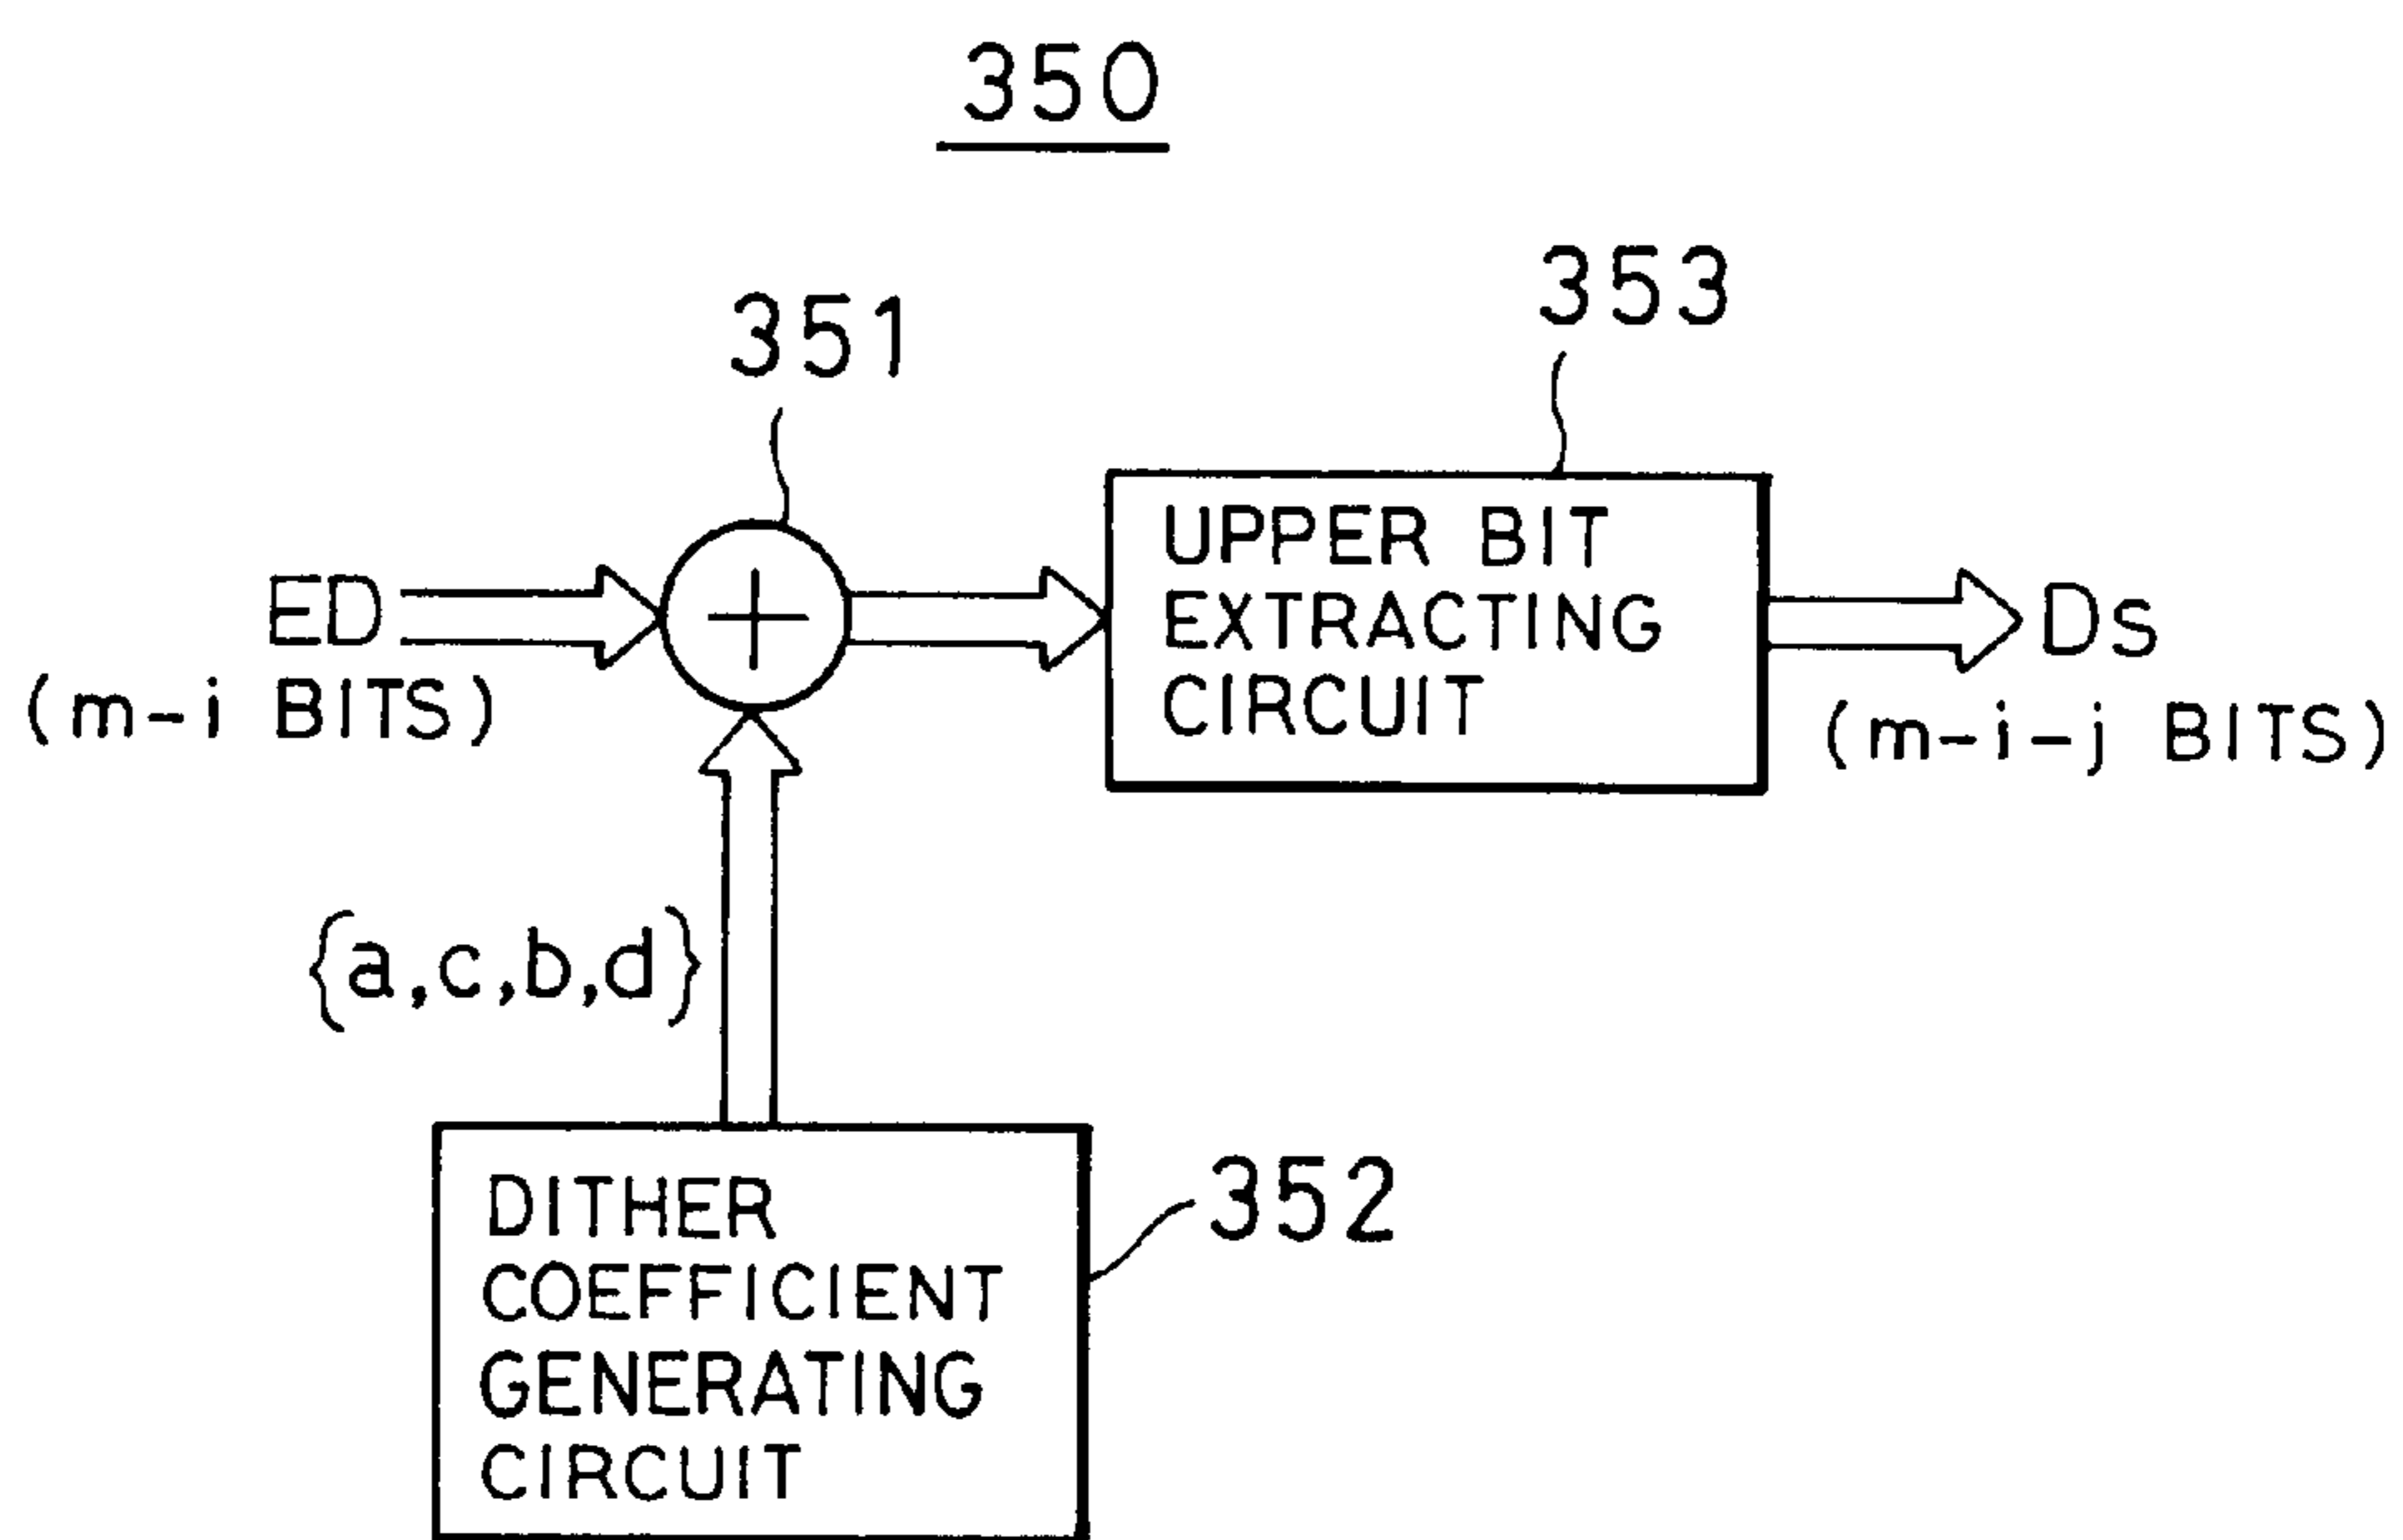 350
351
353
ED
(m-i BITS)
+
UPPER BIT
EXTRACTING
CIRCUIT
Ds
(m-i-j BITS)
{a,c,b,d}
DITHER
COEFFICIENT
GENERATING
CIRCUIT
352